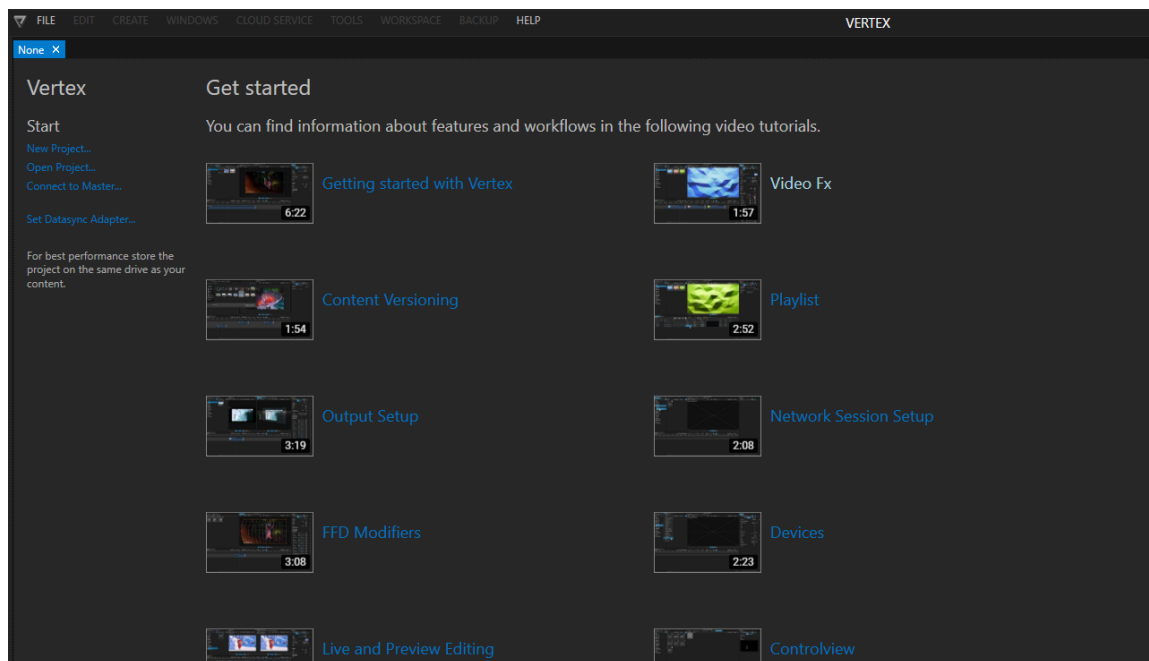 FILE EDIT CREATE WINDOWS CLOUD SERVICE TOOLS WORKSPACE BACKUP HELP VERTEX
None X
Vertex
Start
New Project...
Open Project...
Connect to Master...
Set Datasync Adapter...
For best performance store the
project on the same drive as your
content.
Get started
You can find information about features and workflows in the following video tutorials.
6:22
Getting started with Vertex
1:57
Video Fx
1:54
Content Versioning
2:52
Playlist
3:19
Output Setup
2:08
Network Session Setup
3:08
FFD Modifiers
2:23
Devices
Live and Preview Editing
Controlview